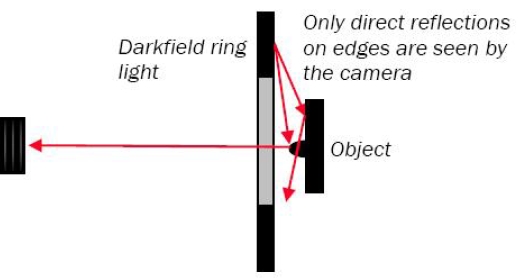 Darkfield ring
light
Only direct reflections
on edges are seen by
the camera
Object